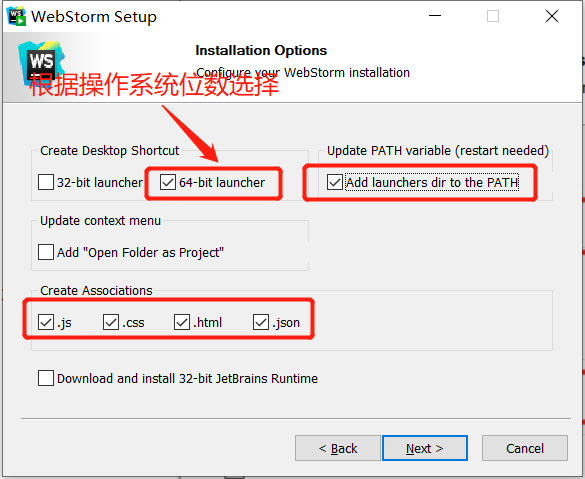 WebStorm Setup
WS
Installation Options
Configure your WebStorm installation
根据操作系统位数选择
Create Desktop Shortcut
Update PATH variable (restart needed)
32-bit launcher
64-bit launcher
Add launchers dir to the PATH
Update context menu
Add "Open Folder as Project"
Create Associations
.js .css .html .json
Download and install 32-bit JetBrains Runtime
< Back
Next >
Cancel